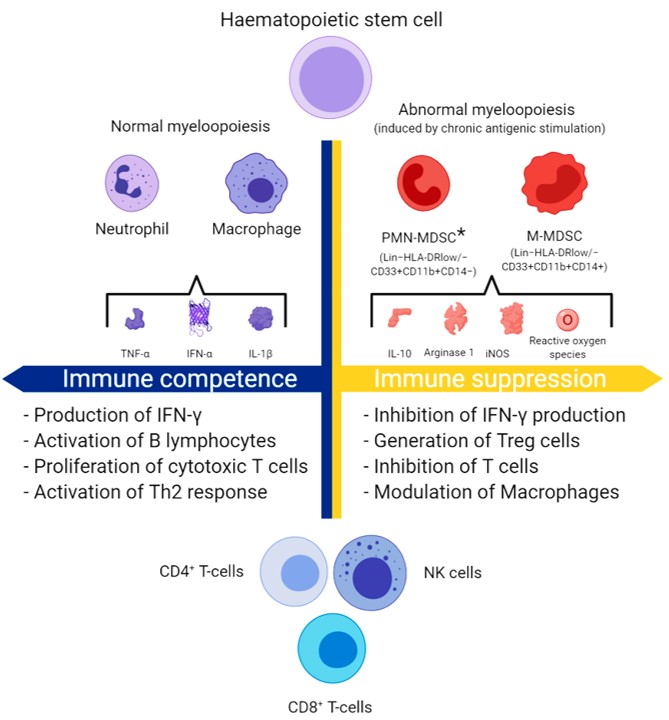 Haematopoietic stem cell
Normal myeloopoiesis
Neutrophil
Macrophage
TNF-α
IFN-α
IL-1β
Abnormal myeloopoiesis
(induced by chronic antigenic stimulation)
PMN-MDSC*
(Lin−HLA-DRlow/−
CD33+CD11b+CD14−)
M-MDSC
(Lin−HLA-DRlow/−
CD33+CD11b+CD14+)
IL-10
Arginase 1
iNOS
O
Reactive oxygen
species
Immune competence
- Production of IFN-γ
- Activation of B lymphocytes
- Proliferation of cytotoxic T cells
- Activation of Th2 response
Immune suppression
- Inhibition of IFN-γ production
- Generation of Treg cells
- Inhibition of T cells
- Modulation of Macrophages
CD4⁺ T-cells
NK cells
CD8⁺ T-cells